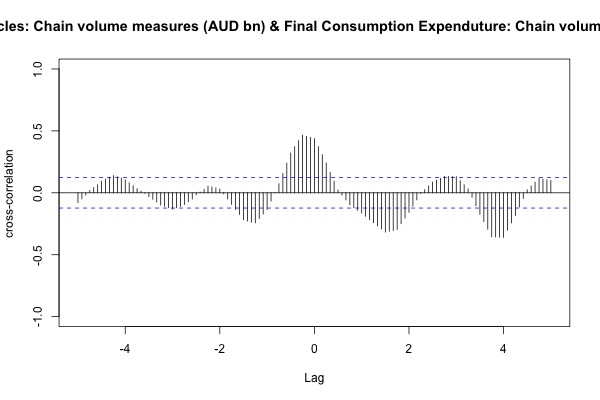 cles: Chain volume measures (AUD bn) & Final Consumption Expenduture: Chain volum
1.0
0.5
0.0
-0.5
-1.0
cross-correlation
-4 -2 0 2 4
Lag